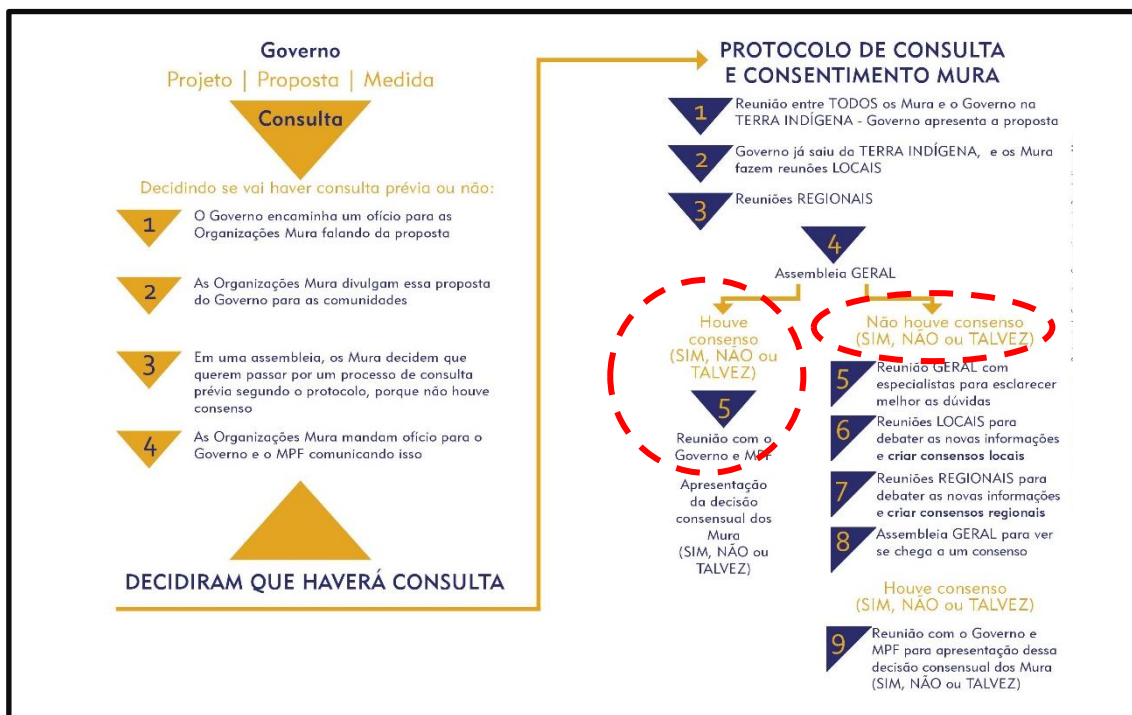 Governo
Projeto | Proposta | Medida
Consulta
Decidindo se vai haver consulta prévia ou não:
1
O Governo encaminha um ofício para as
Organizações Mura falando da proposta
2
As Organizações Mura divulgam essa proposta
do Governo para as comunidades
3
Em uma assembleia, os Mura decidem que
querem passar por um processo de consulta
prévia segundo o protocolo, porque não houve
consenso
4
As Organizações Mura mandam ofício para o
Governo e o MPF comunicando isso
DECIDIRAM QUE HAVERÁ CONSULTA
PROTOCOLO DE CONSULTA
E CONSENTIMENTO MURA
1
Reunião entre TODOS os Mura e o Governo na
TERRA INDÍGENA - Governo apresenta a proposta
2
Governo já saiu da TERRA INDÍGENA, e os Mura
fazem reunões LOCAIS
3
Reuniões REGIONAIS
4
Assembleia GERAL
Houve
consenso
(SIM, NÃO ou
TALVEZ)
5
Reunião com o
Governo e MPF
Apresentação
da decisão
consensual dos
Mura
(SIM, NÃO ou
TALVEZ)
Não houve consenso
(SIM, NÃO ou TALVEZ)
5
Reunião GERAL com
especialistas para esclarecer
melhor as dúvidas
6
Reuniões LOCAIS para
debater as novas informações
e criar consensos locais
7
Reuniões REGIONAIS para
debater as novas informações
e criar consensos regionais
8
Assembleia GERAL para ver
se chega a um consenso
Houve consenso
(SIM, NÃO ou TALVEZ)
9
Reunião com o Governo e
MPF para apresentação dessa
decisão consensual dos Mura
(SIM, NÃO ou TALVEZ)